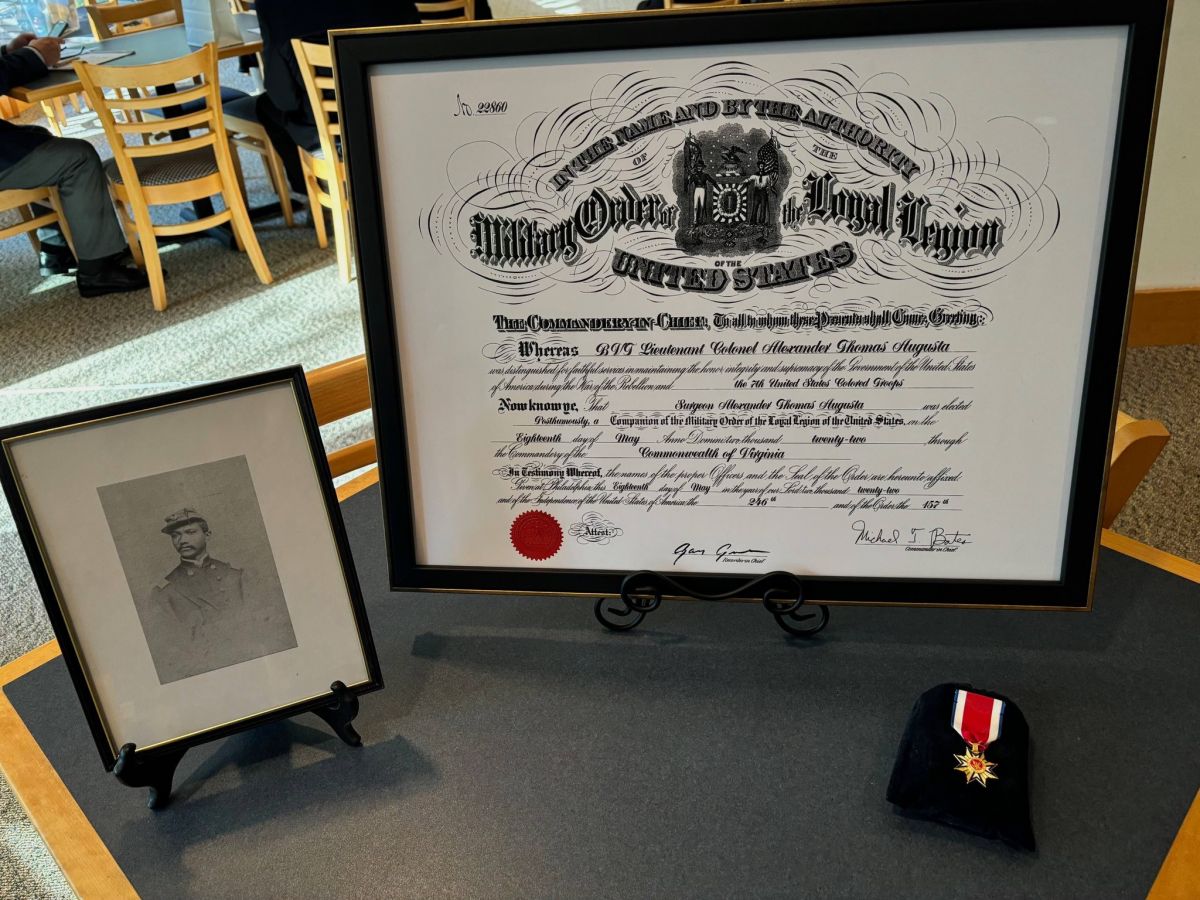 No. 22860
IN THE NAME AND BY THE AUTHORITY
OF THE
Military Order of the Loyal Legion
OF THE
UNITED STATES
THE COMMANDERY-IN-CHIEF, To all to whom these Presents shall Come, Greeting:
Whereas BVG Lieutenant Colonel Alexander Thomas Augusta
was distinguished for faithful services in maintaining the honor integrity and supremacy of the Government of the United States
of America during the War of the Rebellion and the 7th United States Colored Troops
Now know ye, That Surgeon Alexander Thomas Augusta was elected
Posthumously, a Companion of the Military Order of the Loyal Legion of the United States, on the
Eighteenth day of May Anno Domini two thousand twenty-two through
the Commandery of the Commonwealth of Virginia
In Testimony Whereof, the names of the proper Officers and the Seal of the Order are hereunto affixed.
Given at Philadelphia, this Eighteenth day of May in the year of our Lord two thousand twenty-two
and of the Independence of the United States of America the 246th and of the Order the 157th
Attest:
Michael T Bates
Commander-in-Chief
Recorder-in-Chief